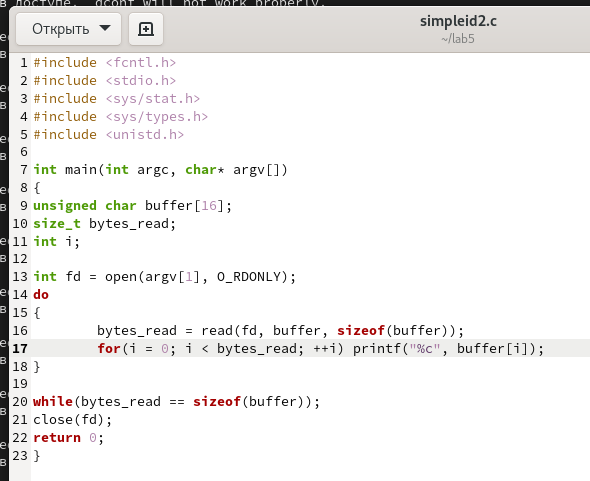 в доступе. dconf will not work properly.
Открыть
simpleid2.c
~/lab5
1 #include <fcntl.h>
2 #include <stdio.h>
3 #include <sys/stat.h>
4 #include <sys/types.h>
5 #include <unistd.h>
6
7 int main(int argc, char* argv[])
8 {
9 unsigned char buffer[16];
10 size_t bytes_read;
11 int i;
12
13 int fd = open(argv[1], O_RDONLY);
14 do
15 {
16         bytes_read = read(fd, buffer, sizeof(buffer));
17         for(i = 0; i < bytes_read; ++i) printf("%c", buffer[i]);
18 }
19
20 while(bytes_read == sizeof(buffer));
21 close(fd);
22 return 0;
23 }